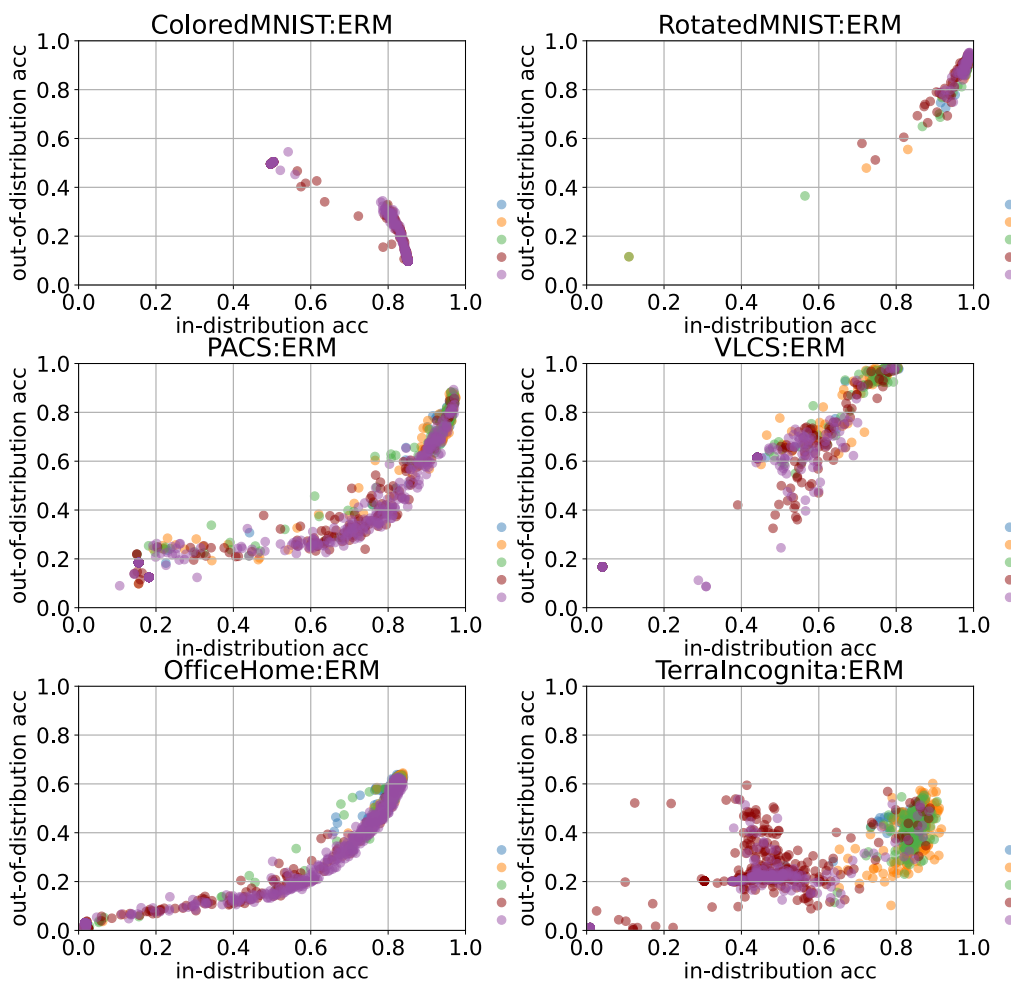 ColoredMNIST:ERM
RotatedMNIST:ERM
1.0
0.8
0.6
0.4
0.2
0.0
out-of-distribution acc
0.0 0.2 0.4 0.6 0.8 1.0
in-distribution acc
1.0
0.8
0.6
0.4
0.2
0.0
out-of-distribution acc
0.0 0.2 0.4 0.6 0.8 1.0
in-distribution acc
PACS:ERM
VLCS:ERM
1.0
0.8
0.6
0.4
0.2
0.0
out-of-distribution acc
0.0 0.2 0.4 0.6 0.8 1.0
in-distribution acc
1.0
0.8
0.6
0.4
0.2
0.0
out-of-distribution acc
0.0 0.2 0.4 0.6 0.8 1.0
in-distribution acc
OfficeHome:ERM
TerraIncognita:ERM
1.0
0.8
0.6
0.4
0.2
0.0
out-of-distribution acc
0.0 0.2 0.4 0.6 0.8 1.0
in-distribution acc
1.0
0.8
0.6
0.4
0.2
0.0
out-of-distribution acc
0.0 0.2 0.4 0.6 0.8 1.0
in-distribution acc